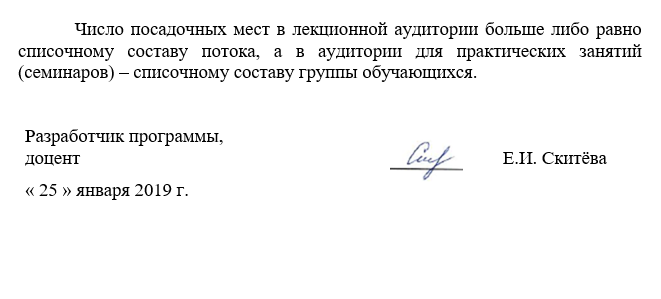 Число посадочных мест в лекционной аудитории больше либо равно
списочному составу потока, а в аудитории для практических занятий
(семинаров) – списочному составу группы обучающихся.
Разработчик программы,
доцент
Е.И. Скитёва
« 25 » января 2019 г.